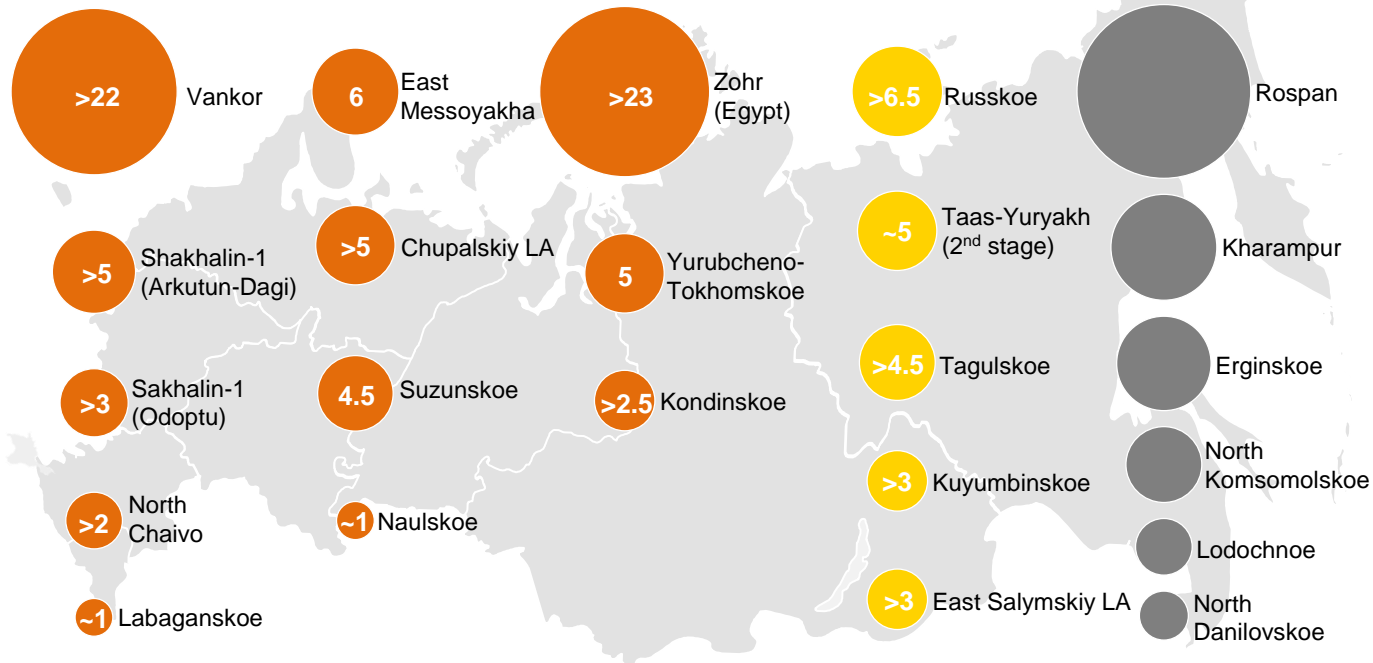 >22
Vankor
>5
Shakhalin-1
(Arkutun-Dagi)
>3
Sakhalin-1
(Odoptu)
>2
North
Chaivo
~1
Labaganskoe
6
East
Messoyakha
>5
Chupalskiy LA
4.5
Suzunskoe
~1
Naulskoe
>23
Zohr
(Egypt)
5
Yurubcheno-
Tokhomskoe
>2.5
Kondinskoe
>6.5
Russkoe
~5
Taas-Yuryakh
(2nd stage)
>4.5
Tagulskoe
>3
Kuyumbinskoe
>3
East Salymskiy LA
Rospan
Kharampur
Erginskoe
North
Komsomolskoe
Lodochnoe
North
Danilovskoe